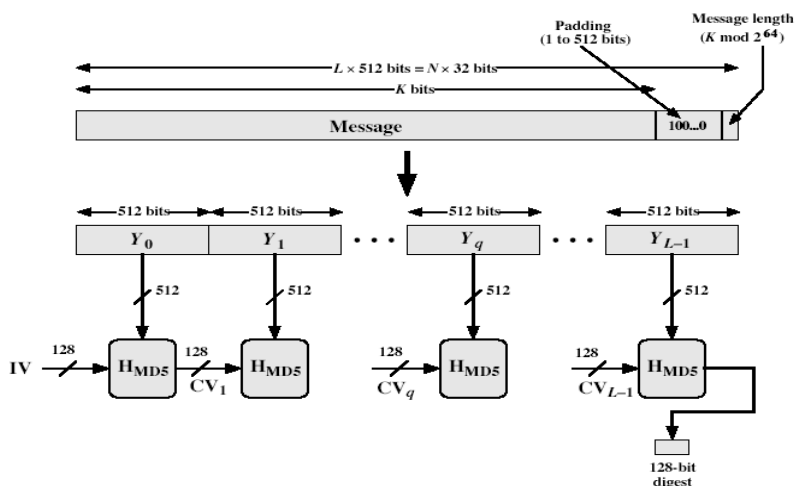 Padding
(1 to 512 bits)
Message length
(K mod 2^64)
L × 512 bits = N × 32 bits
K bits
Message
100...0
512 bits
512 bits
512 bits
512 bits
Y0
Y1
• • •
Yq
• • •
YL–1
512
512
512
512
IV
128
HMD5
128
CV1
HMD5
128
CVq
HMD5
128
CVL–1
HMD5
128-bit
digest